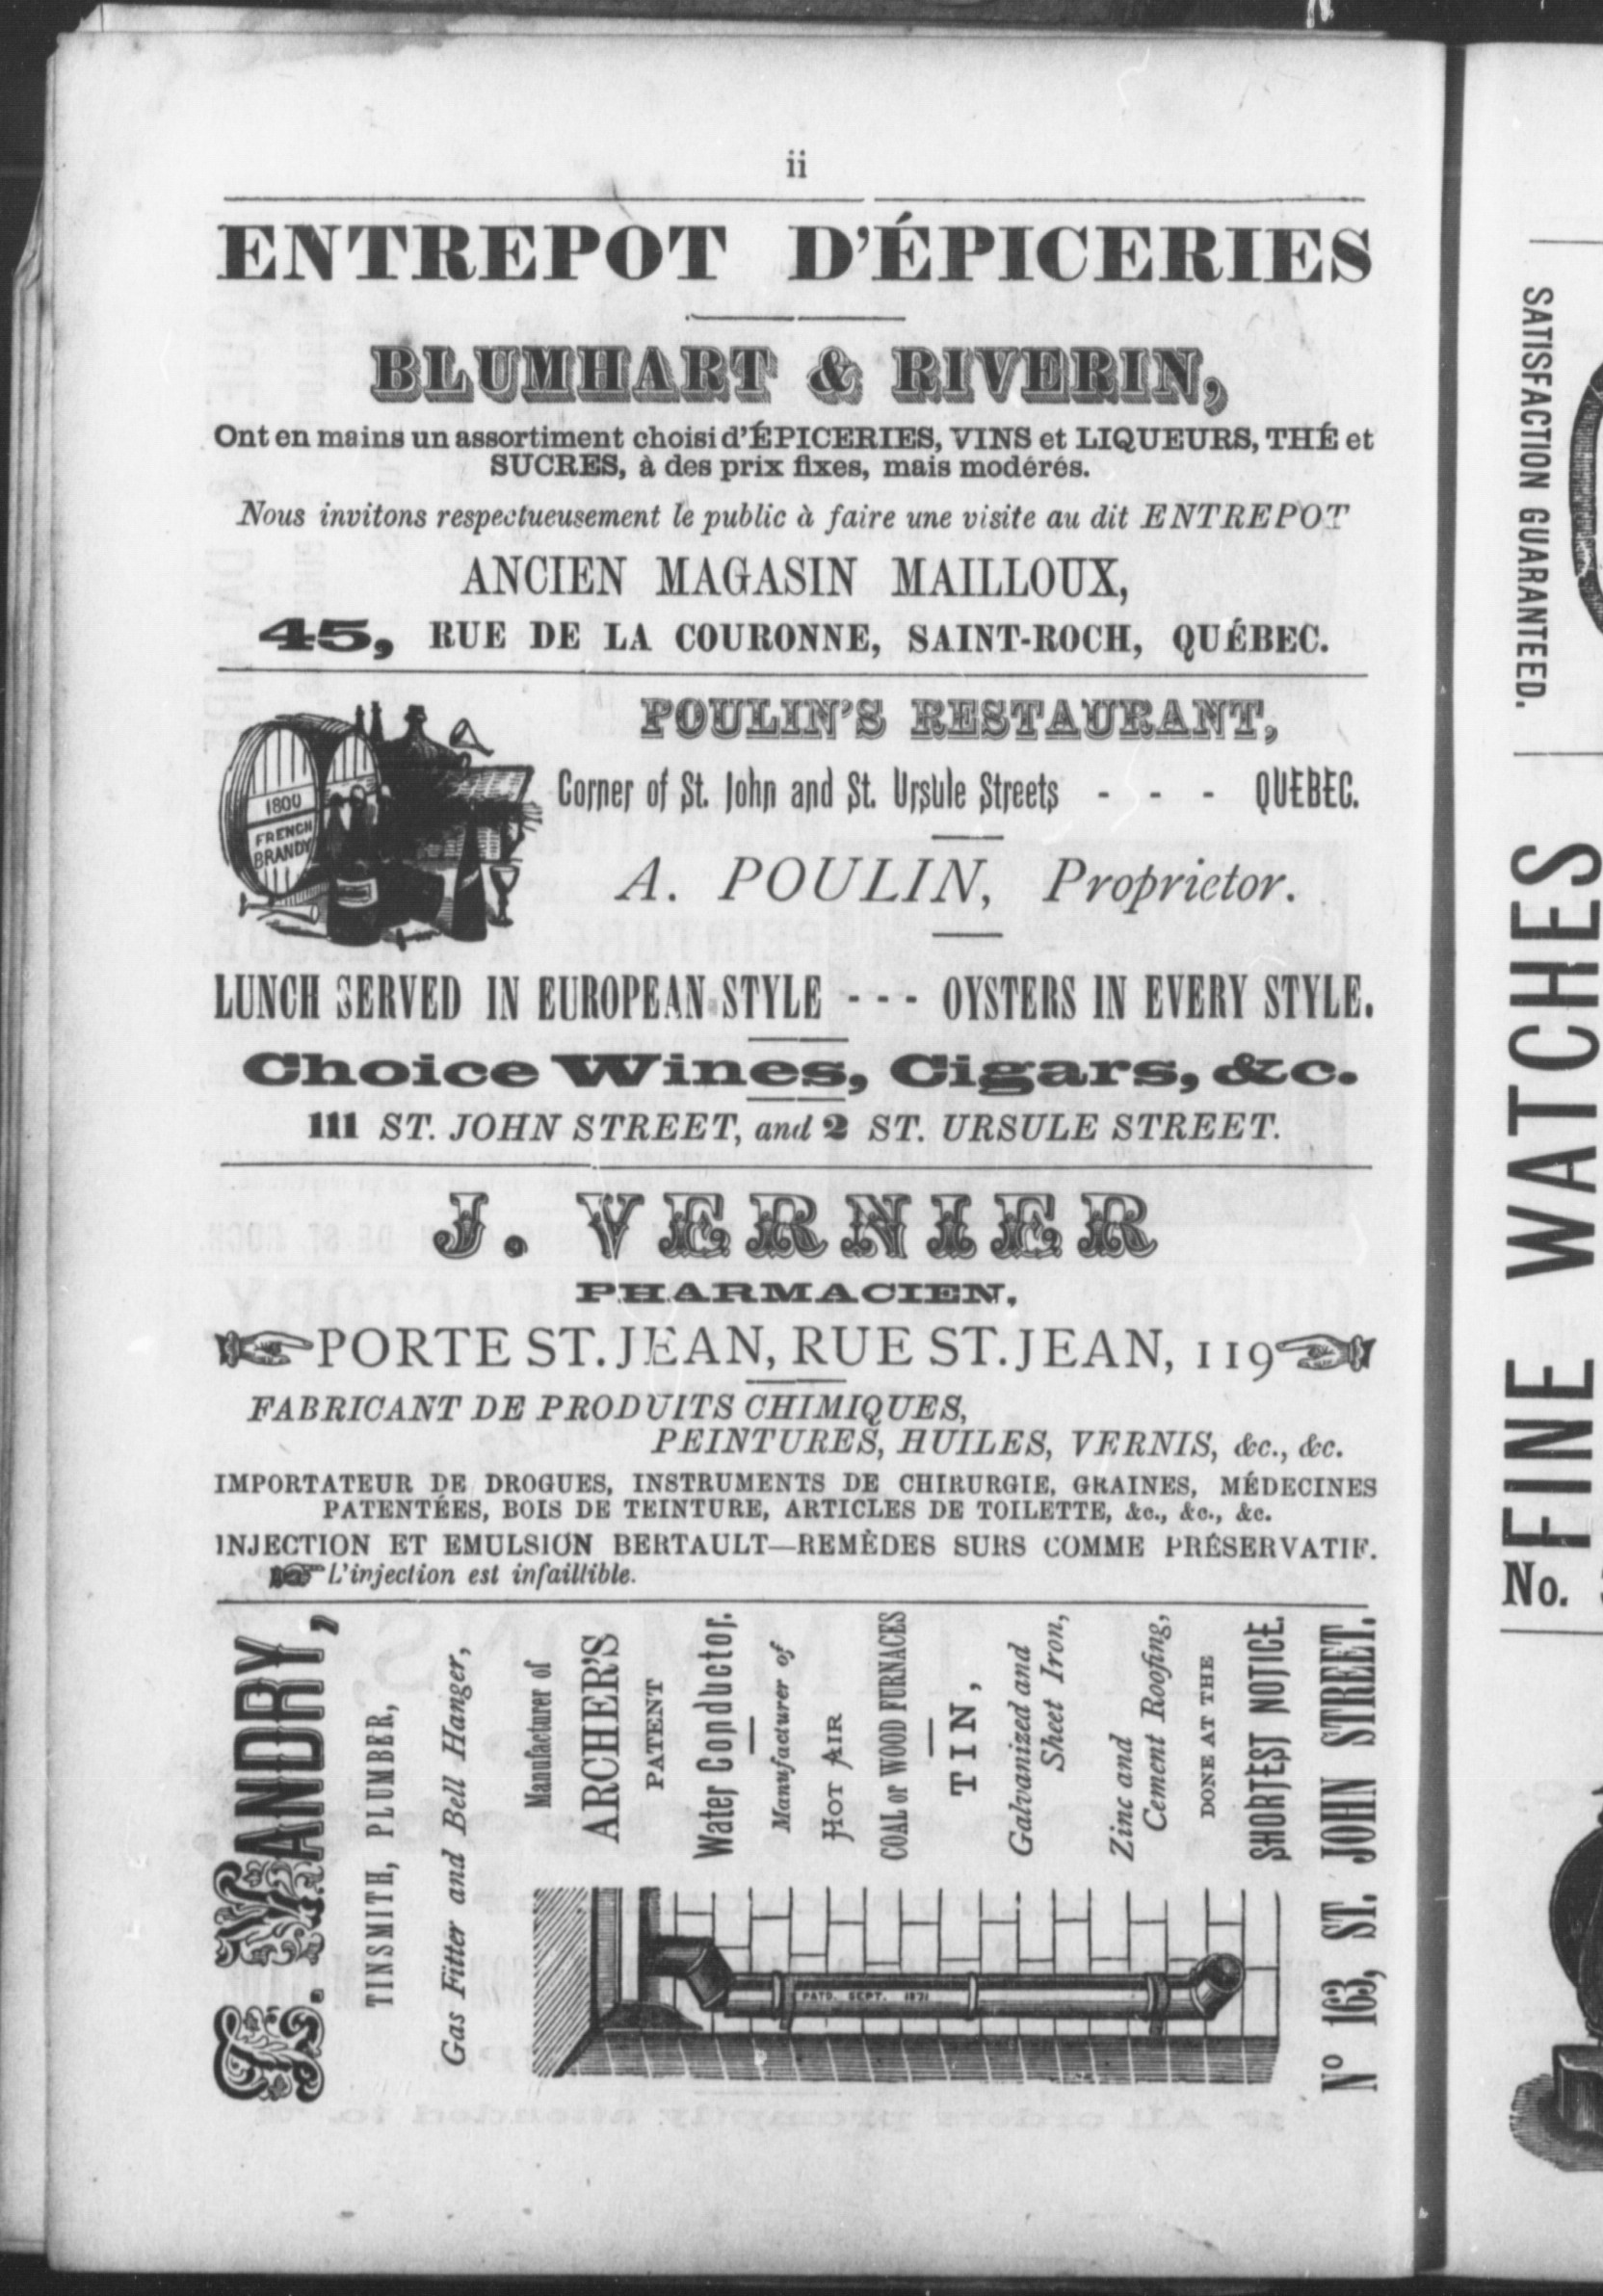 ii
ENTREPOT D'ÉPICERIES
BLUMHART & RIVERIN,
Ont en mains un assortiment choisi d'ÉPICERIES, VINS et LIQUEURS, THÉ et
SUCRES, à des prix fixes, mais modérés.
Nous invitons respectueusement le public à faire une visite au dit ENTREPOT
ANCIEN MAGASIN MAILLOUX,
45, RUE DE LA COURONNE, SAINT-ROCH, QUÉBEC.
1800
FRENCH
BRANDY
POULIN'S RESTAURANT,
Corner of St. John and St. Ursule Streets - - - QUEBEC.
A. POULIN, Proprietor.
LUNCH SERVED IN EUROPEAN STYLE - - - OYSTERS IN EVERY STYLE.
Choice Wines, Cigars, &c.
111 ST. JOHN STREET, and 2 ST. URSULE STREET.
J. VERNIER
PHARMACIEN,
PORTE ST. JEAN, RUE ST. JEAN, 119
FABRICANT DE PRODUITS CHIMIQUES,
PEINTURES, HUILES, VERNIS, &c., &c.
IMPORTATEUR DE DROGUES, INSTRUMENTS DE CHIRURGIE, GRAINES, MÉDECINES
PATENTÉES, BOIS DE TEINTURE, ARTICLES DE TOILETTE, &c., &c., &c.
INJECTION ET EMULSION BERTAULT—REMÈDES SURS COMME PRÉSERVATIF.
L'injection est infaillible.
VANDRY,
TINSMITH, PLUMBER,
Gas Fitter and Bell Hanger,
Manufacturer of
ARCHER'S
PATENT
Water Conductor.
Manufacturer of
HOT AIR
COAL or WOOD FURNACES
TIN,
Galvanized and
Sheet Iron,
Zinc and
Cement Roofing,
DONE AT THE
SHORTEST NOTICE.
PATD. SEPT. 1871
No 163, ST. JOHN STREET.
SATISFACTION GUARANTEED.
FINE WATCHES
No.